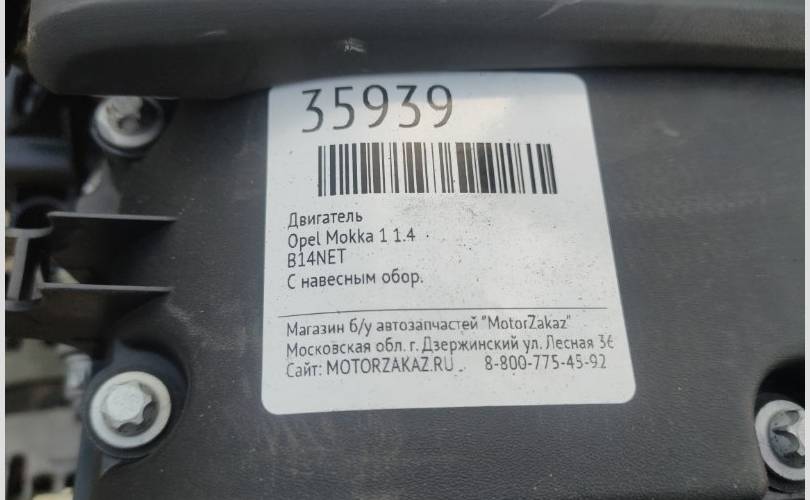 35939
Двигатель
Opel Mokka 1 1.4
B14NET
С навесным обор.
Магазин б/у автозапчастей "MotorZakaz"
Московская обл. г. Дзержинский ул. Лесная
Сайт: MOTORZAKAZ.RU 8-800-775-45-92